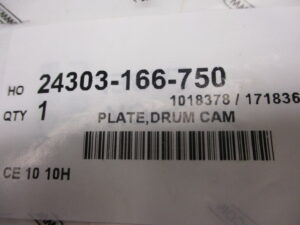 HO 24303-166-750
QTY 1 1018378 / 171836
PLATE,DRUM CAM
CE 10 10H